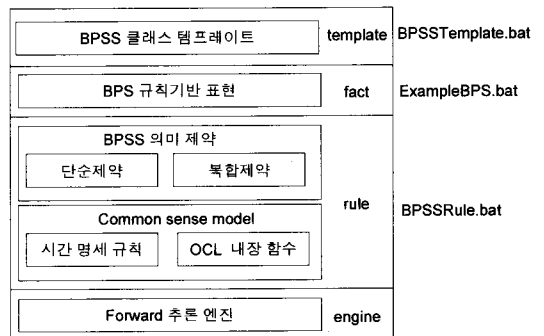 BPSS 클래스 템프레이트 template BPSSTemplate.bat
BPS 규칙기반 표현 fact ExampleBPS.bat
BPSS 의미 제약
단순제약 복합제약
rule BPSSRule.bat
Common sense model
시간 명세 규칙 OCL 내장 함수
Forward 추론 엔진 engine